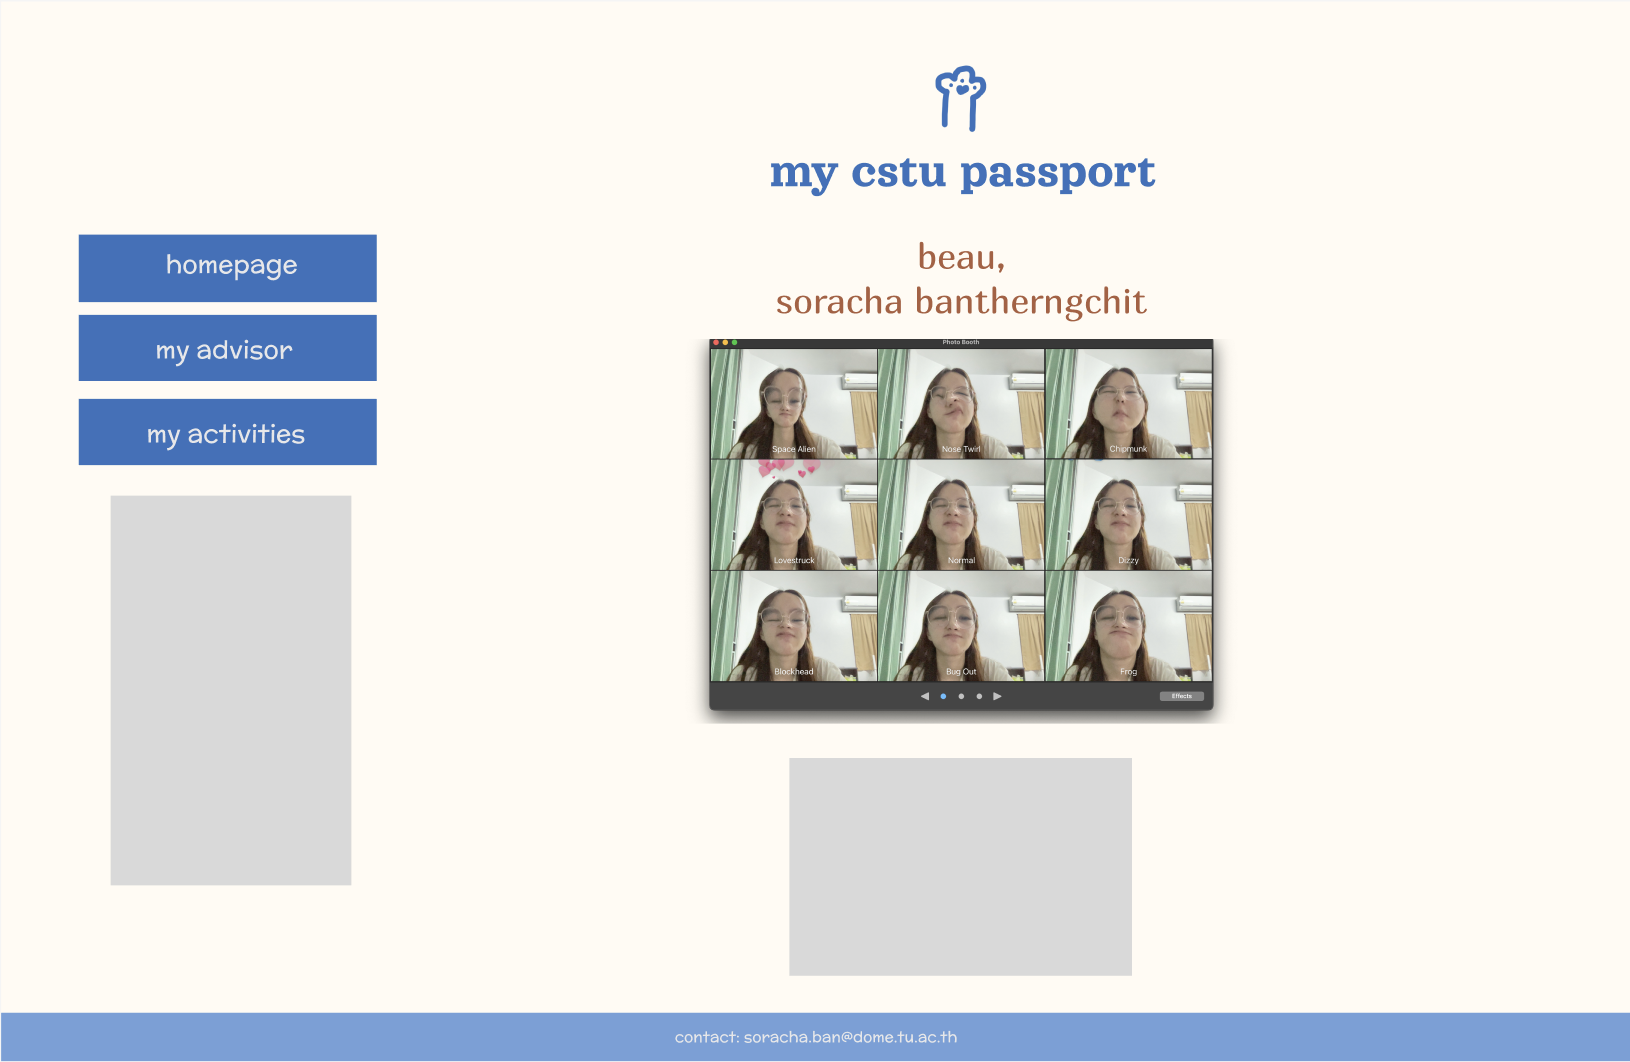 my cstu passport
homepage
my advisor
my activities
beau,
soracha bantherngchit
Photo Booth
Space Alien
Nose Twirl
Chipmunk
Lovestruck
Normal
Dizzy
Blockhead
Bug Out
Frog
Effects
contact: soracha.ban@dome.tu.ac.th